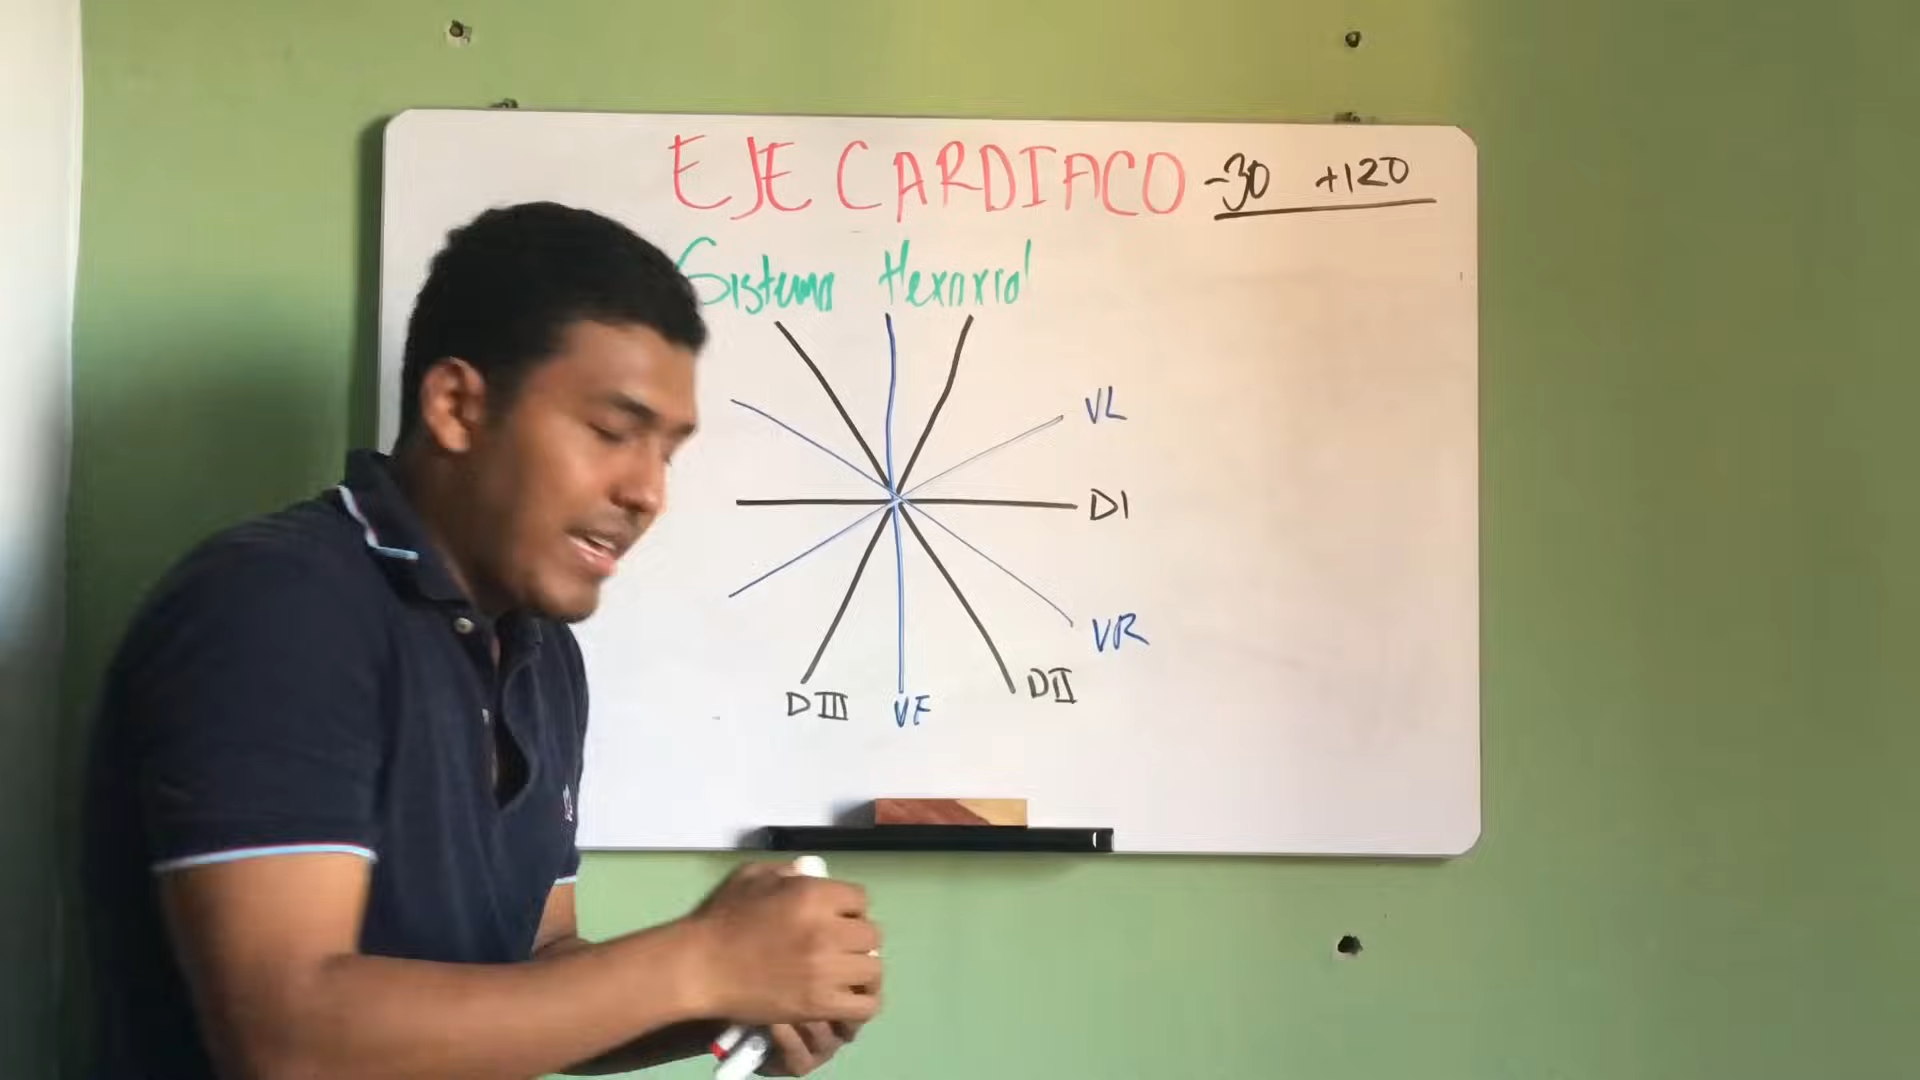 EJE CARDIACO -30 +120
Sistema Hexaxial
VL
DI
VR
DII
DIII VF